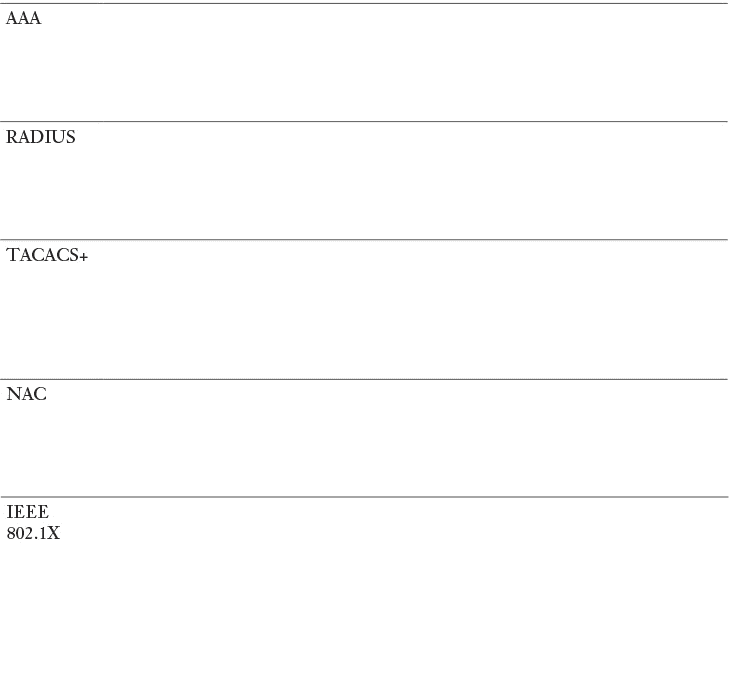 AAA
RADIUS
TACACS+
NAC
IEEE
802.1X